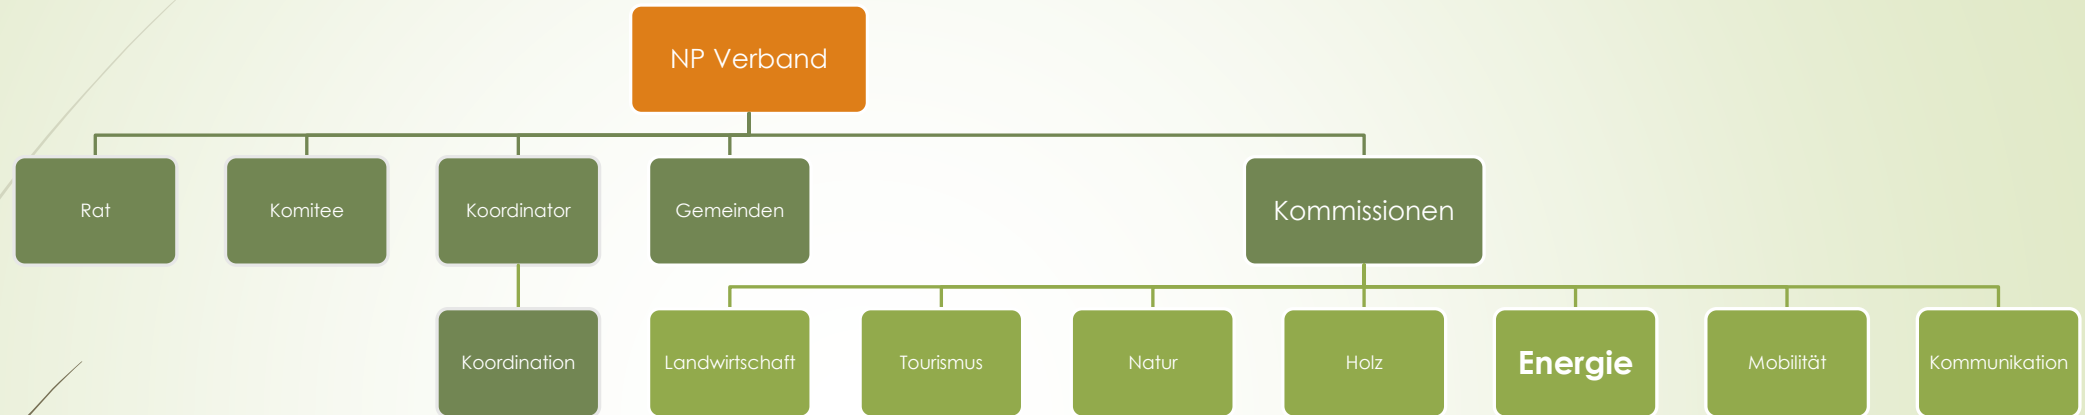 NP Verband
Rat
Komitee
Koordinator
Gemeinden
Kommissionen
Koordination
Landwirtschaft
Tourismus
Natur
Holz
Energie
Mobilität
Kommunikation